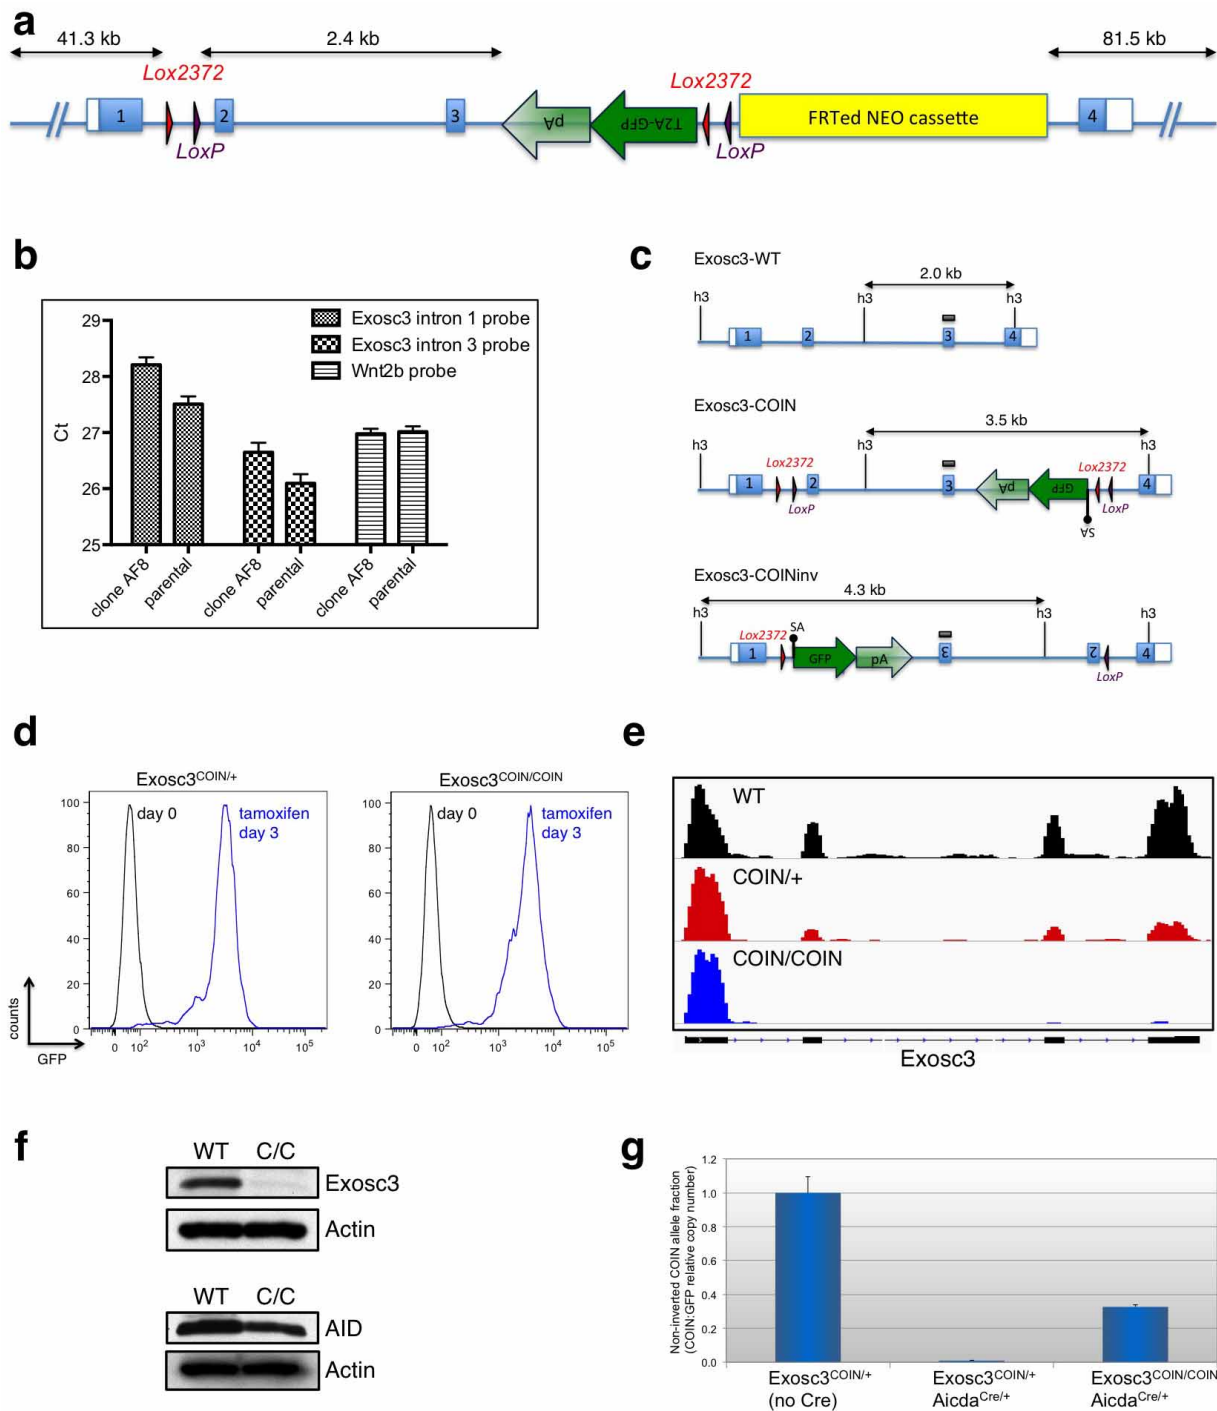 a
41.3 kb
2.4 kb
81.5 kb
Lox2372
Lox2372
1
2
3
pA
T2A-GFP
FRTed NEO cassette
4
LoxP
LoxP
b
29
28
27
26
25
Ct
Exosc3 intron 1 probe
Exosc3 intron 3 probe
Wnt2b probe
clone AF8
parental
clone AF8
parental
clone AF8
parental
c
Exosc3-WT
2.0 kb
h3
h3
h3
1
2
3
4
Exosc3-COIN
3.5 kb
h3
h3
h3
Lox2372
Lox2372
1
2
3
pA
GFP
4
LoxP
LoxP
SA
Exosc3-COINinv
4.3 kb
h3
h3
h3
Lox2372
SA
1
GFP
pA
3
2
4
LoxP
d
Exosc3COIN/+
100
80
60
40
20
0
day 0
tamoxifen
day 3
0 10² 10³ 10⁴ 10⁵
counts
GFP
Exosc3COIN/COIN
100
80
60
40
20
0
day 0
tamoxifen
day 3
0 10² 10³ 10⁴ 10⁵
e
WT
COIN/+
COIN/COIN
Exosc3
f
WT C/C
Exosc3
Actin
WT C/C
AID
Actin
g
Non-inverted COIN allele fraction
(COIN:GFP relative copy number)
1.2
1.0
0.8
0.6
0.4
0.2
0.0
Exosc3COIN/+
(no Cre)
Exosc3COIN/+
AicdaCre/+
Exosc3COIN/COIN
AicdaCre/+